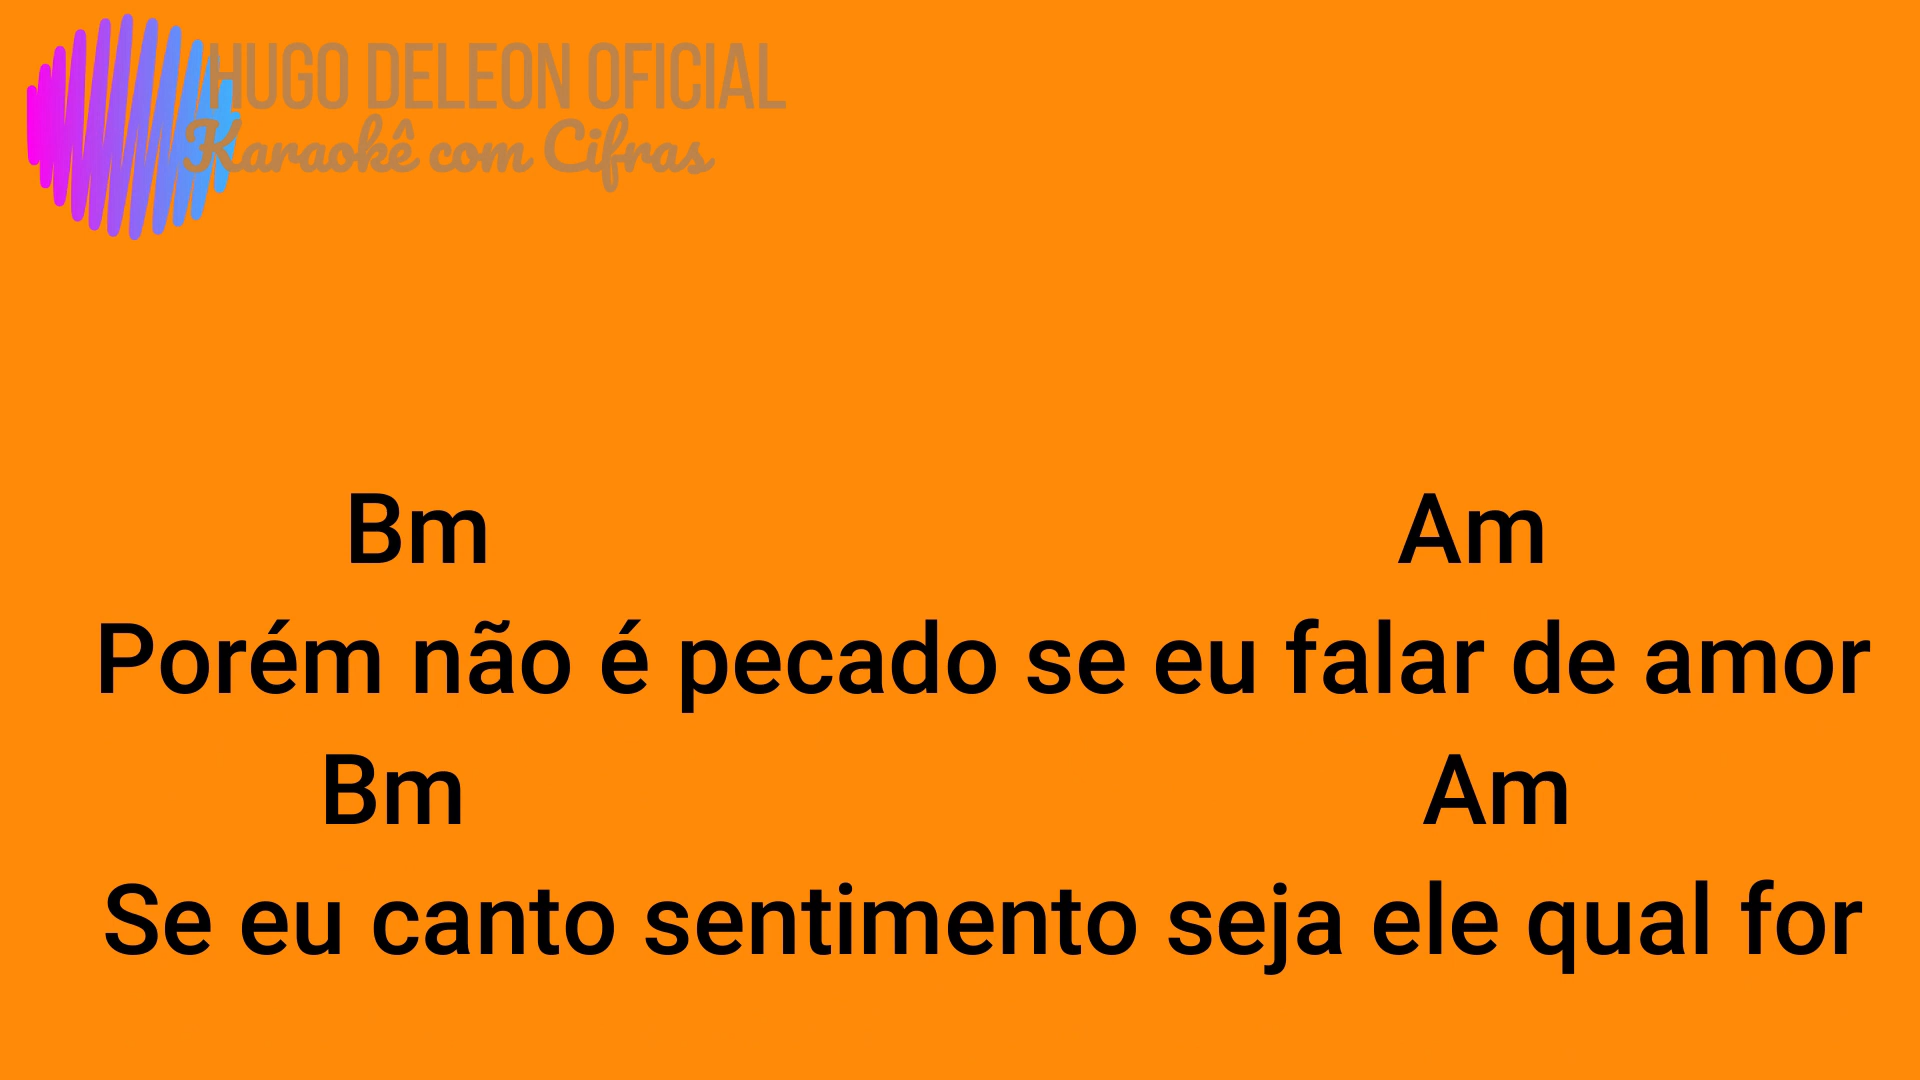 HUGO DELEON OFICIAL
Karaokê com Cifras
Bm Am
Porém não é pecado se eu falar de amor
Bm Am
Se eu canto sentimento seja ele qual for